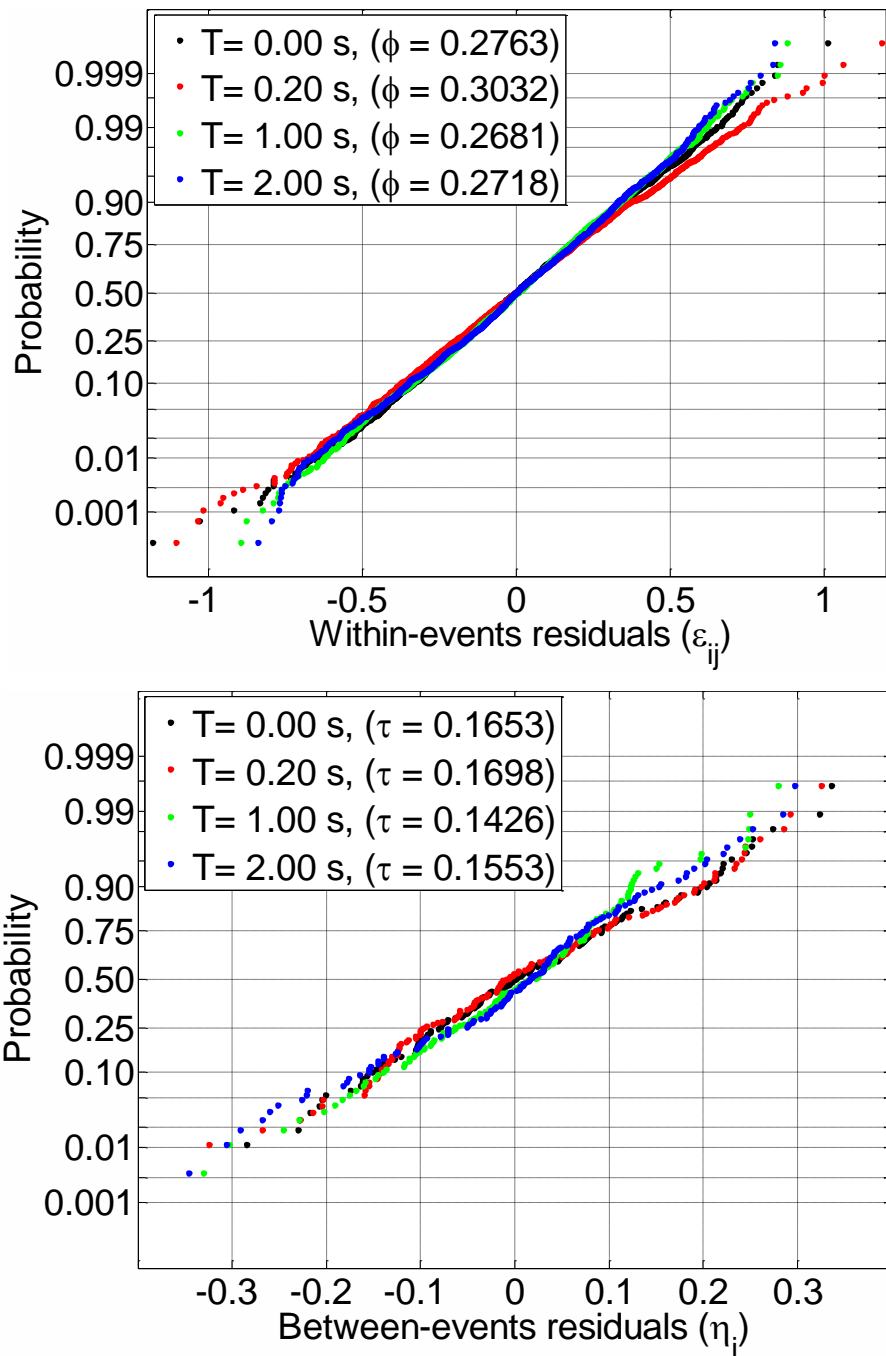 T= 0.00 s, (ϕ = 0.2763)
T= 0.20 s, (ϕ = 0.3032)
T= 1.00 s, (ϕ = 0.2681)
T= 2.00 s, (ϕ = 0.2718)
0.999
0.99
0.90
0.75
0.50
0.25
0.10
0.01
0.001
Probability
-1 -0.5 0 0.5 1
Within-events residuals (εij)
T= 0.00 s, (τ = 0.1653)
T= 0.20 s, (τ = 0.1698)
T= 1.00 s, (τ = 0.1426)
T= 2.00 s, (τ = 0.1553)
0.999
0.99
0.90
0.75
0.50
0.25
0.10
0.01
0.001
Probability
-0.3 -0.2 -0.1 0 0.1 0.2 0.3
Between-events residuals (ηi)